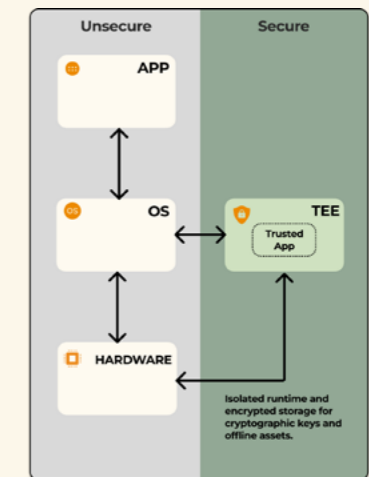 Unsecure
Secure
APP
OS
OS
TEE
Trusted
App
HARDWARE
Isolated runtime and
encrypted storage for
cryptographic keys and
offline assets.